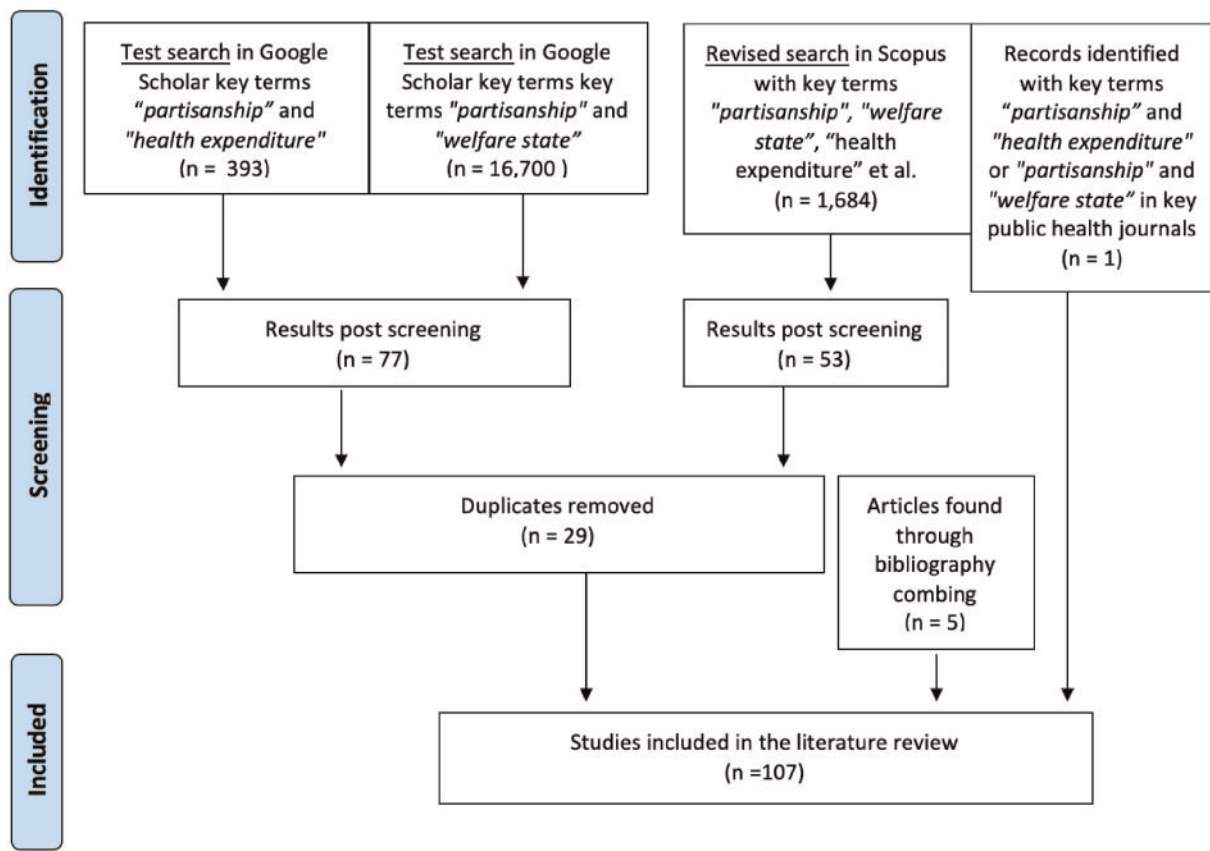 Identification
Test search in Google
Scholar key terms
“partisanship” and
"health expenditure"
(n = 393)
Test search in Google
Scholar key terms key
terms "partisanship" and
"welfare state”
(n = 16,700 )
Revised search in Scopus
with key terms
"partisanship", "welfare
state”, “health
expenditure” et al.
(n = 1,684)
Records identified
with key terms
“partisanship” and
"health expenditure"
or "partisanship" and
"welfare state” in key
public health journals
(n = 1)
Screening
Results post screening
(n = 77)
Results post screening
(n = 53)
Duplicates removed
(n = 29)
Articles found
through
bibliography
combing
(n = 5)
Included
Studies included in the literature review
(n =107)